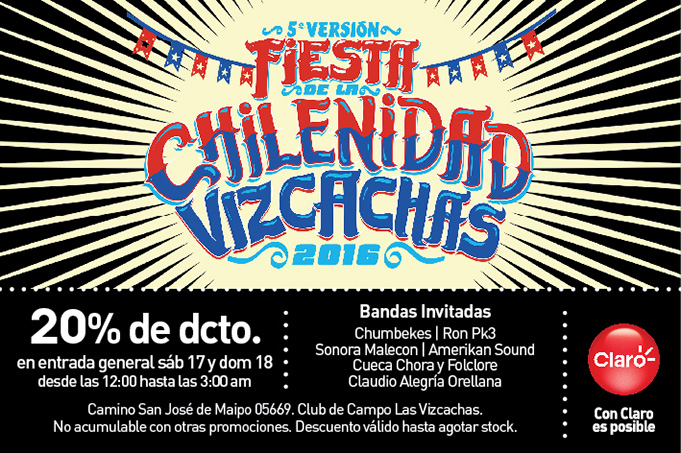 5ª VERSIÓN
FIESTA
DE LA
CHILENIDAD
VIZCACHAS
2016
20% de dcto.
en entrada general sáb 17 y dom 18
desde las 12:00 hasta las 3:00 am
Bandas Invitadas
Chumbekes | Ron Pk3
Sonora Malecon | Amerikan Sound
Cueca Chora y Folclore
Claudio Alegría Orellana
Claro
Con Claro
es posible
Camino San José de Maipo 05669. Club de Campo Las Vizcachas.
No acumulable con otras promociones. Descuento válido hasta agotar stock.